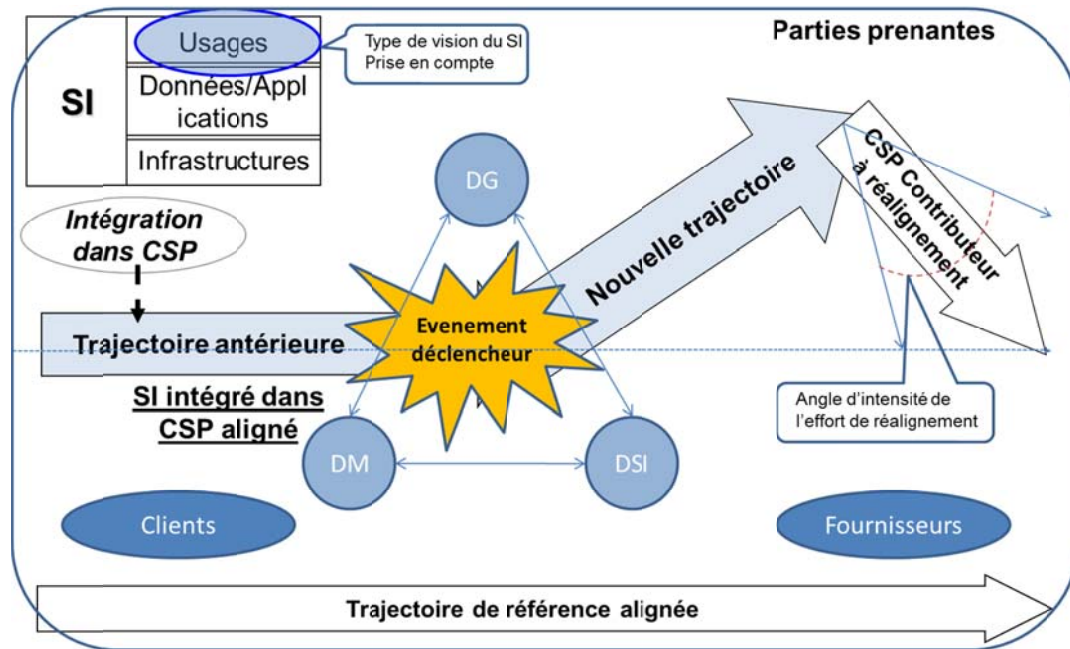 Parties prenantes
SI
Usages
Données/Appl
ications
Infrastructures
Type de vision du SI
Prise en compte
DG
Intégration
dans CSP
Nouvelle trajectoire
CSP Contributeur
à réalignement
Trajectoire antérieure
Evenement
déclencheur
SI intégré dans
CSP aligné
Angle d'intensité de
l'effort de réalignement
DM
DSI
Clients
Fournisseurs
Trajectoire de référence alignée